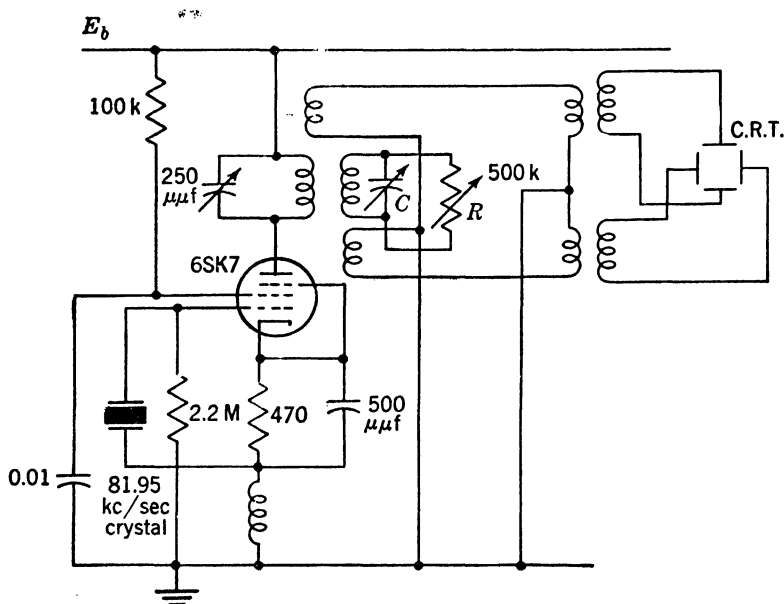 E_b
100 k
C.R.T.
250
μμf
500 k
C
R
6SK7
2.2 M
470
500
μμf
0.01
81.95
kc/sec
crystal